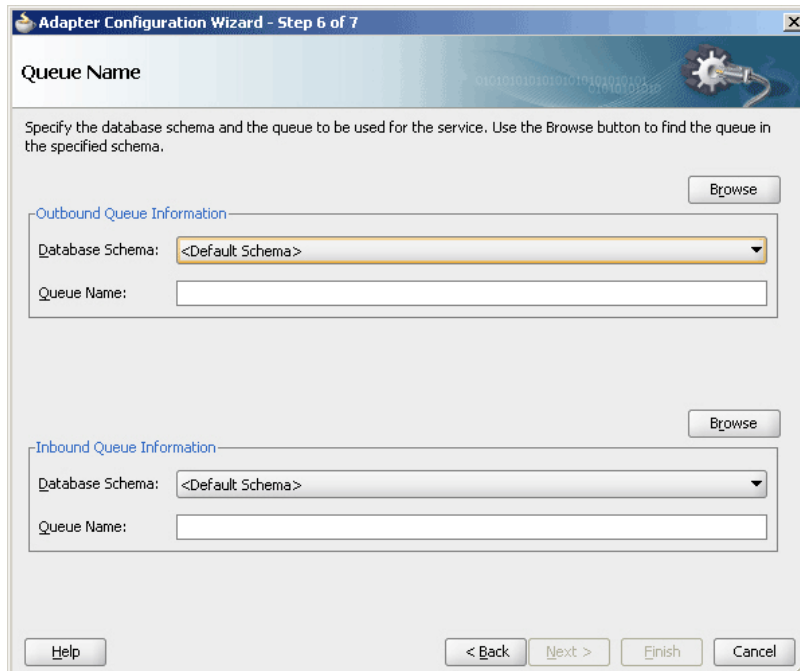 Adapter Configuration Wizard - Step 6 of 7
Queue Name
010101010101010101010101
01010101010
Specify the database schema and the queue to be used for the service. Use the Browse button to find the queue in
the specified schema.
Browse
Outbound Queue Information
Database Schema: <Default Schema>
Queue Name:
Browse
Inbound Queue Information
Database Schema: <Default Schema>
Queue Name:
Help < Back Next > Finish Cancel